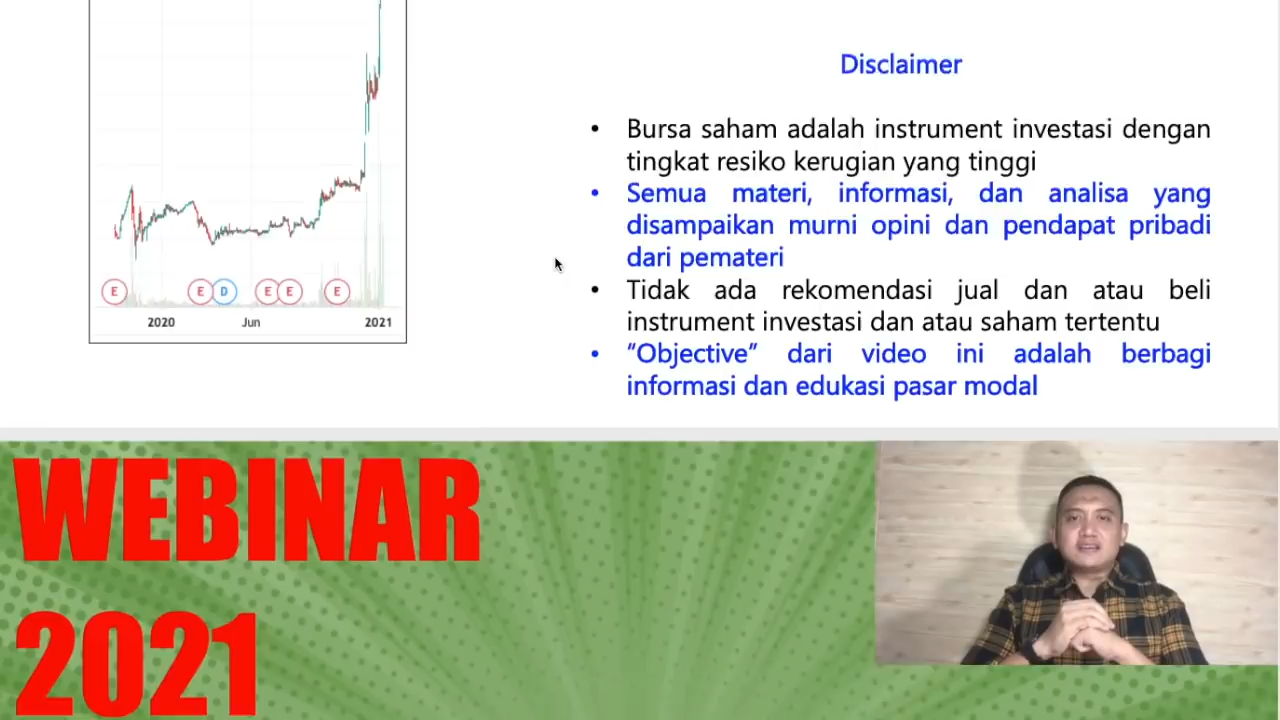 E E D E E E
2020 Jun 2021
Disclaimer
• Bursa saham adalah instrument investasi dengan
tingkat resiko kerugian yang tinggi
• Semua materi, informasi, dan analisa yang
disampaikan murni opini dan pendapat pribadi
dari pemateri
• Tidak ada rekomendasi jual dan atau beli
instrument investasi dan atau saham tertentu
• “Objective” dari video ini adalah berbagi
informasi dan edukasi pasar modal
WEBINAR
2021